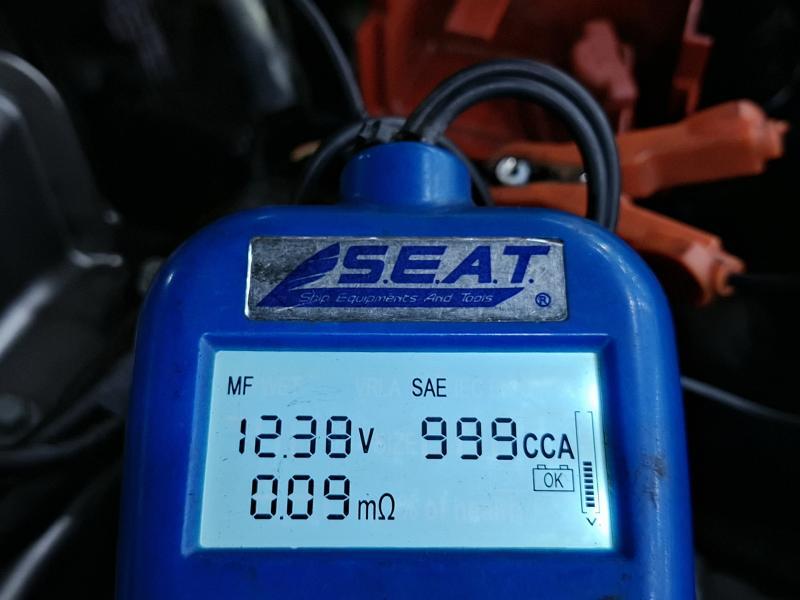 S.E.A.T.
Ship Equipments And Tools ®
MF SAE
12.38V 999CCA
OK
0.09mΩ